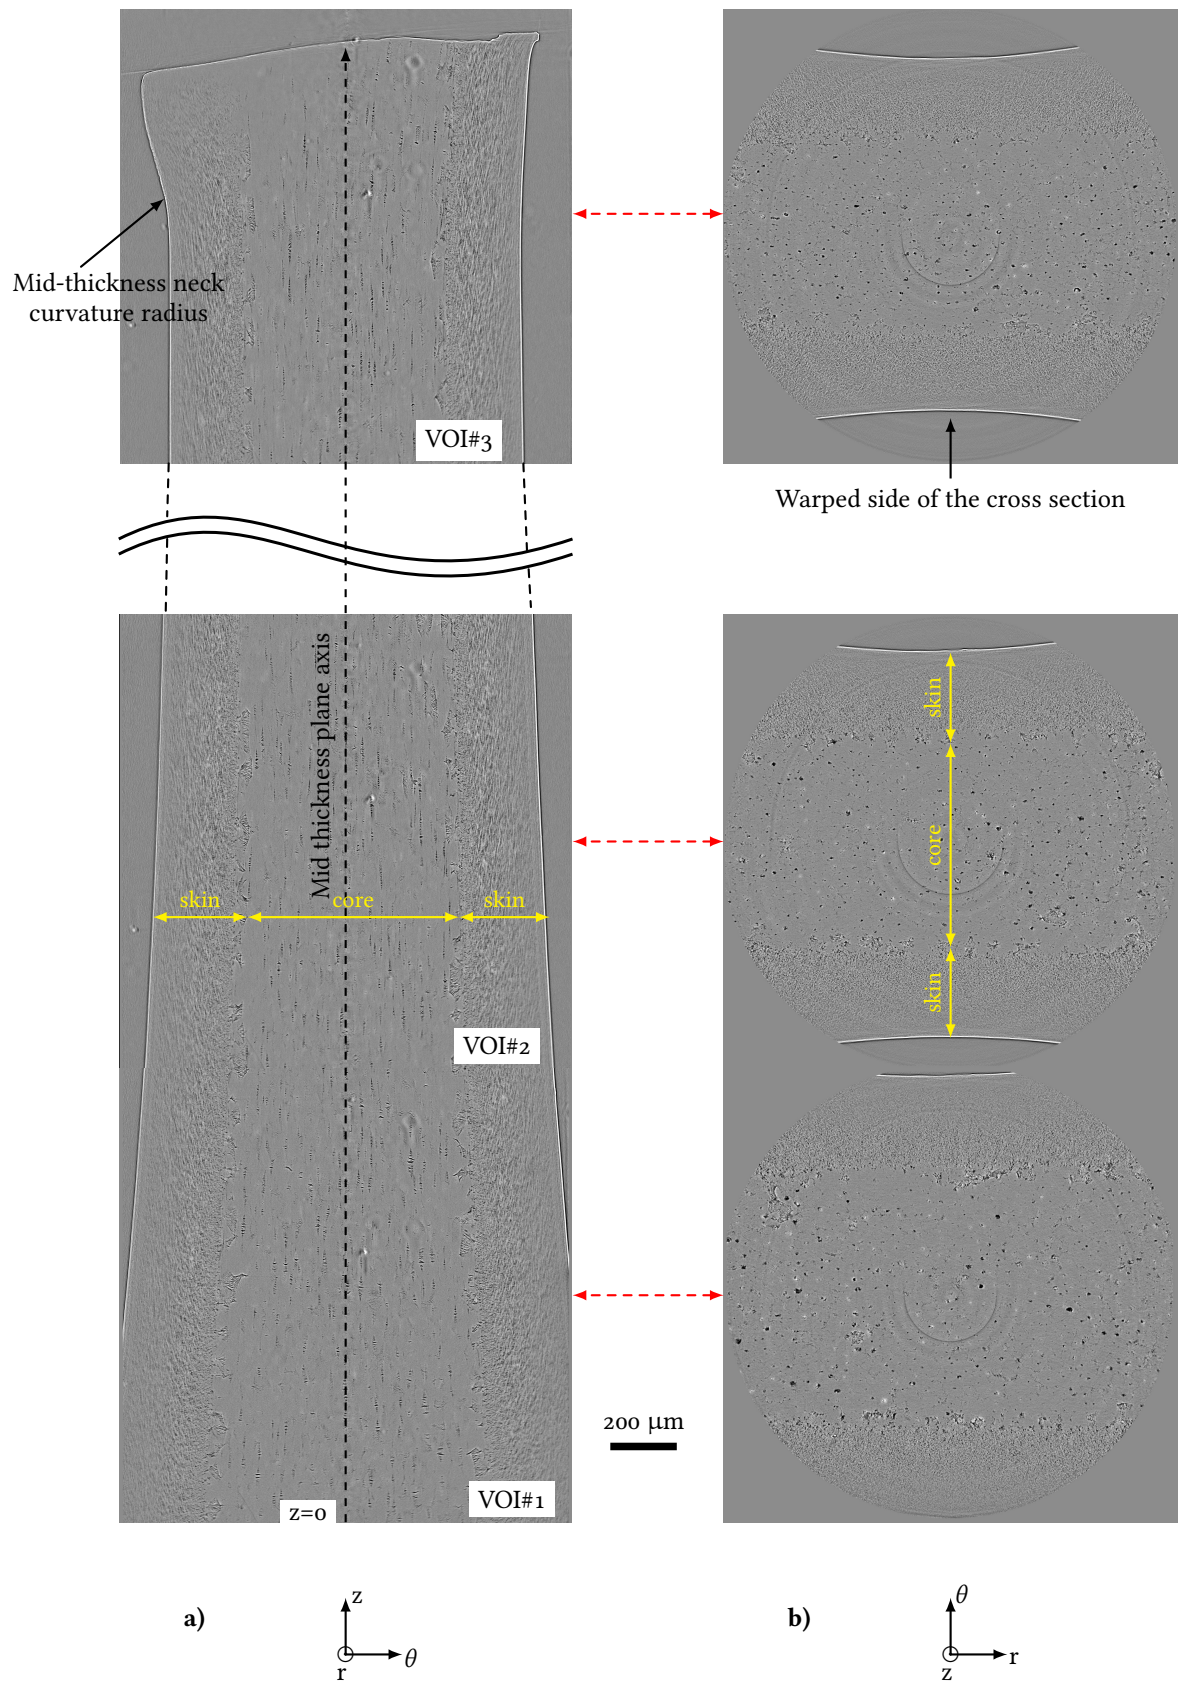 Mid-thickness neck
curvature radius
VOI#3
Warped side of the cross section
Mid thickness plane axis
skin
core
skin
skin
core
skin
VOI#2
200 μm
VOI#1
z=0
a)
z
r
θ
b)
θ
z
r